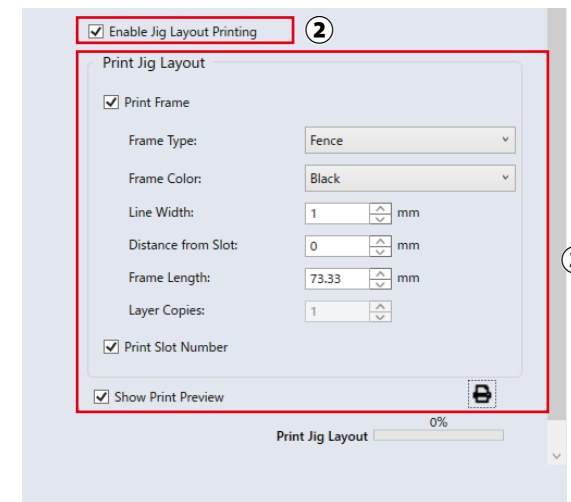 Enable Jig Layout Printing ②
Print Jig Layout
Print Frame
Frame Type: Fence
Frame Color: Black
Line Width: 1 mm
Distance from Slot: 0 mm
Frame Length: 73.33 mm
Layer Copies: 1
Print Slot Number
Show Print Preview
0%
Print Jig Layout